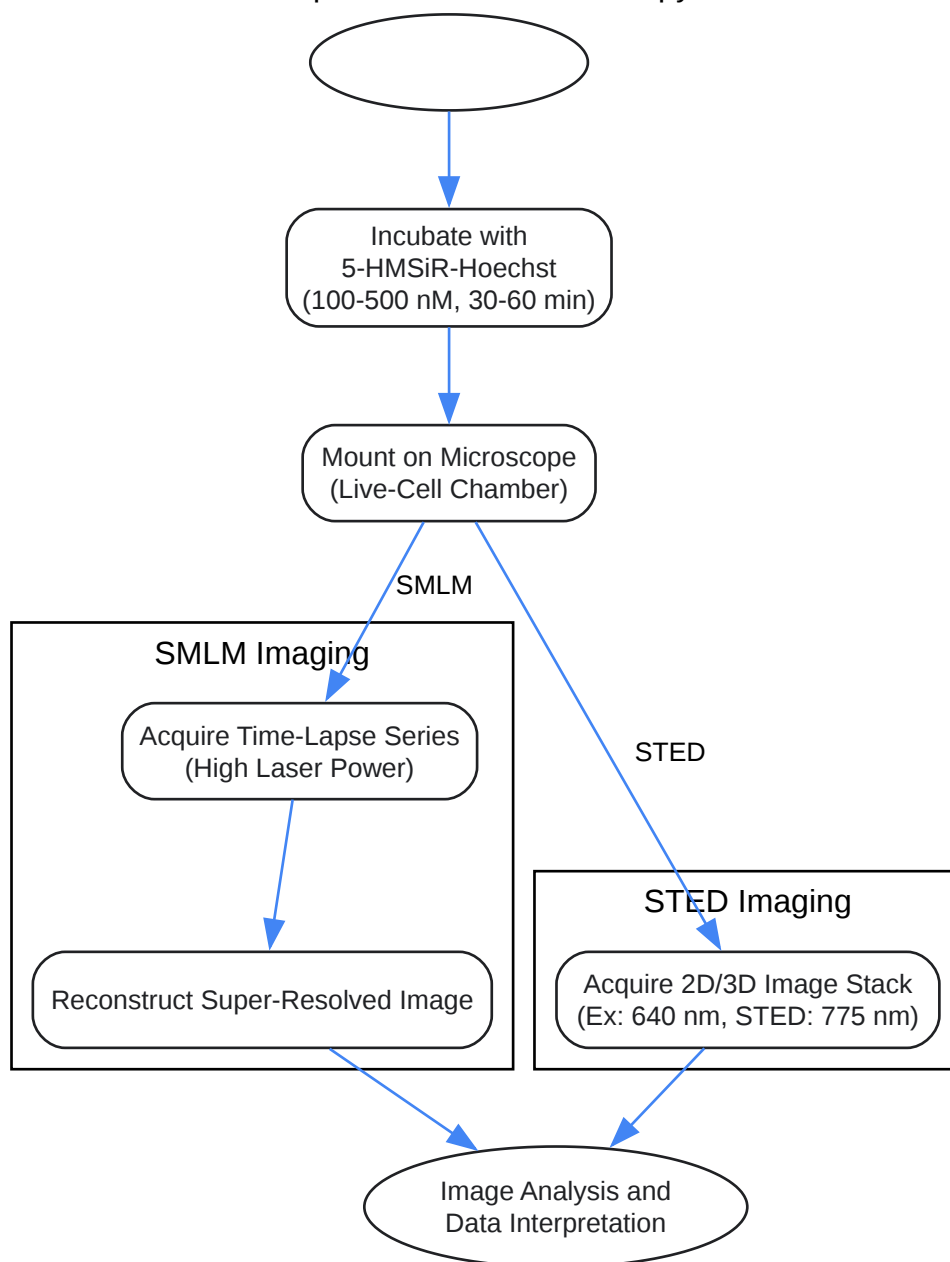 Incubate with
5-HMSiR-Hoechst
(100-500 nM, 30-60 min)
Mount on Microscope
(Live-Cell Chamber)
SMLM
SMLM Imaging
Acquire Time-Lapse Series
(High Laser Power)
STED
STED Imaging
Reconstruct Super-Resolved Image
Acquire 2D/3D Image Stack
(Ex: 640 nm, STED: 775 nm)
Image Analysis and
Data Interpretation